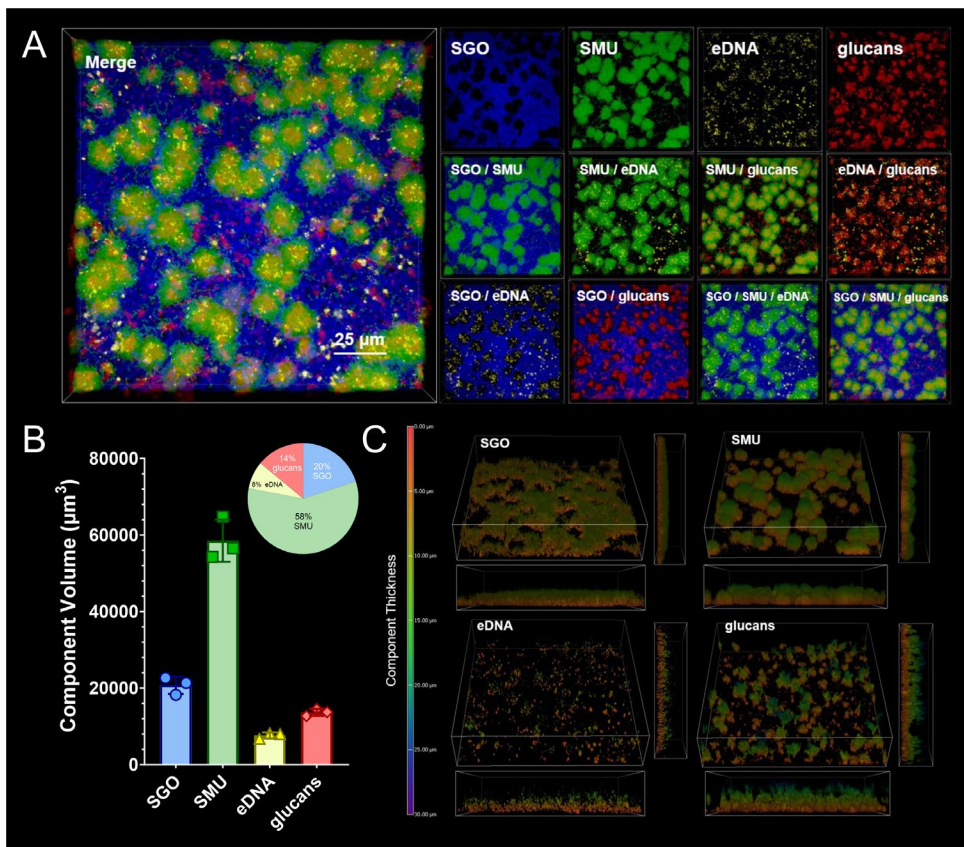 A
Merge
25 µm
SGO
SMU
eDNA
glucans
SGO / SMU
SMU / eDNA
SMU / glucans
eDNA / glucans
SGO / eDNA
SGO / glucans
SGO / SMU / eDNA
SGO / SMU / glucans
B
Component Volume (µm³)
80000
60000
40000
20000
0
SGO
SMU
eDNA
glucans
14%
glucans
20%
SGO
8% eDNA
58%
SMU
C
Component Thickness
0.00 µm
5.00 µm
10.00 µm
15.00 µm
20.00 µm
25.00 µm
30.00 µm
SGO
SMU
eDNA
glucans